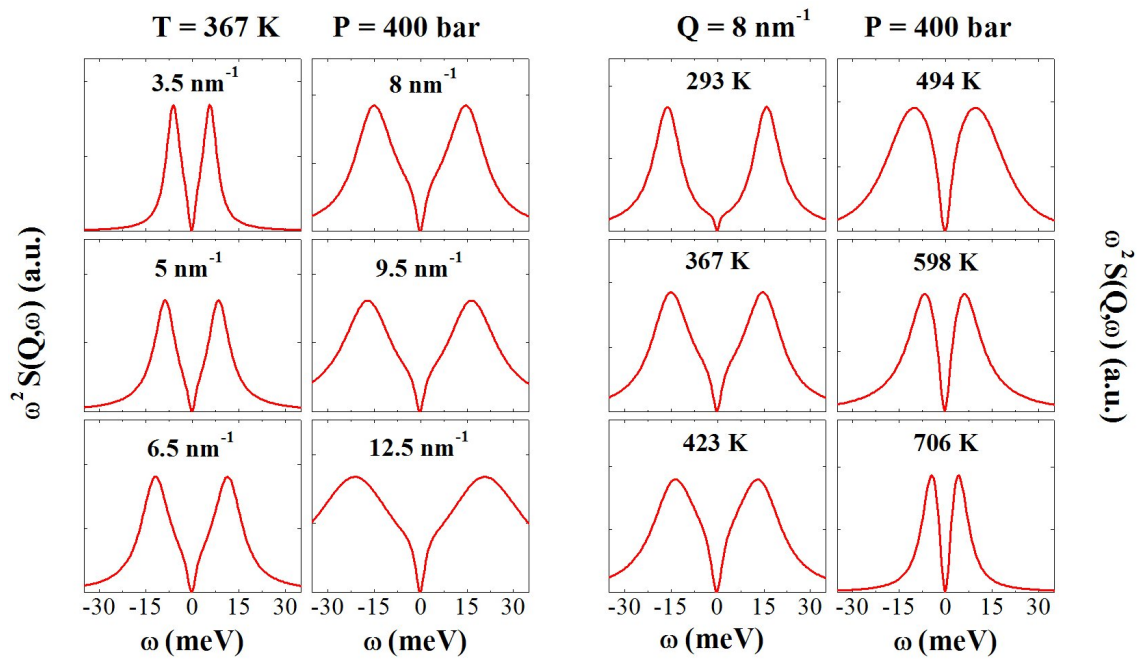 T = 367 K P = 400 bar Q = 8 nm⁻¹ P = 400 bar
3.5 nm⁻¹ 8 nm⁻¹ 293 K 494 K
5 nm⁻¹ 9.5 nm⁻¹ 367 K 598 K
6.5 nm⁻¹ 12.5 nm⁻¹ 423 K 706 K
ω² S(Q,ω) (a.u.)
ω² S(Q,ω) (a.u.)
-30 -15 0 15 30 -30 -15 0 15 30 -30 -15 0 15 30 -30 -15 0 15 30
ω (meV) ω (meV) ω (meV) ω (meV)